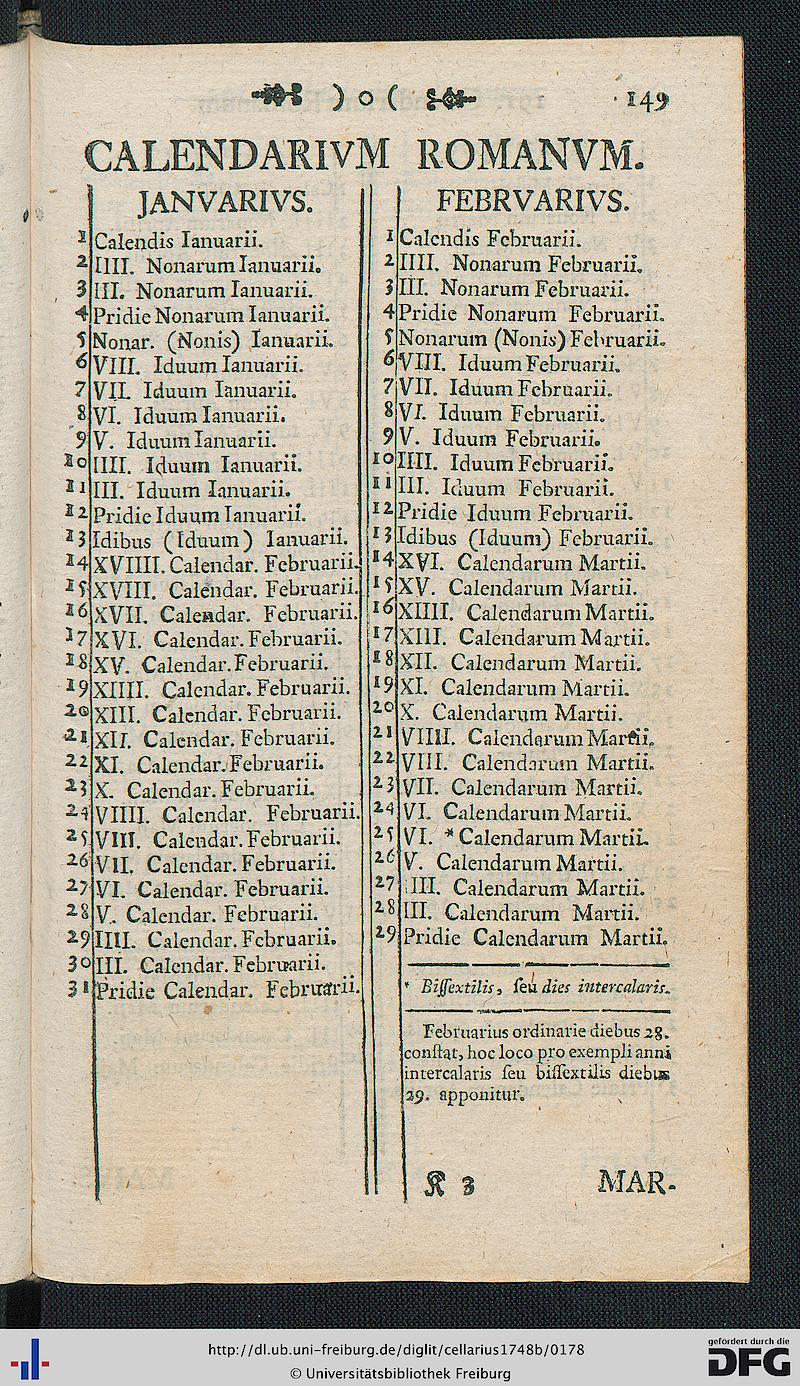 ) o ( 149
CALENDARIVM ROMANVM.
JANVARIVS.
1 Calendis Ianuarii.
2 IIII. Nonarum Ianuarii.
3 III. Nonarum Ianuarii.
4 Pridie Nonarum Ianuarii.
5 Nonar. (Nonis) Ianuarii.
6 VIII. Iduum Ianuarii.
7 VII. Iduum Ianuarii.
8 VI. Iduum Ianuarii.
9 V. Iduum Ianuarii.
10 IIII. Iduum Ianuarii.
11 III. Iduum Ianuarii.
12 Pridie Iduum Ianuarii.
13 Idibus (Iduum) Ianuarii.
14 XVIIII. Calendar. Februarii.
15 XVIII. Calendar. Februarii.
16 XVII. Calendar. Februarii.
17 XVI. Calendar. Februarii.
18 XV. Calendar. Februarii.
19 XIIII. Calendar. Februarii.
20 XIII. Calendar. Februarii.
21 XII. Calendar. Februarii.
22 XI. Calendar. Februarii.
23 X. Calendar. Februarii.
24 VIIII. Calendar. Februarii.
25 VIII. Calendar. Februarii.
26 VII. Calendar. Februarii.
27 VI. Calendar. Februarii.
28 V. Calendar. Februarii.
29 IIII. Calendar. Februarii.
30 III. Calendar. Februarii.
31 Pridie Calendar. Februarii.
FEBRVARIVS.
1 Calendis Februarii.
2 IIII. Nonarum Februarii.
3 III. Nonarum Februarii.
4 Pridie Nonarum Februarii.
5 Nonarum (Nonis) Februarii.
6 VIII. Iduum Februarii.
7 VII. Iduum Februarii.
8 VI. Iduum Februarii.
9 V. Iduum Februarii.
10 IIII. Iduum Februarii.
11 III. Iduum Februarii.
12 Pridie Iduum Februarii.
13 Idibus (Iduum) Februarii.
14 XVI. Calendarum Martii.
15 XV. Calendarum Martii.
16 XIIII. Calendarum Martii.
17 XIII. Calendarum Martii.
18 XII. Calendarum Martii.
19 XI. Calendarum Martii.
20 X. Calendarum Martii.
21 VIIII. Calendarum Martii.
22 VIII. Calendarum Martii.
23 VII. Calendarum Martii.
24 VI. Calendarum Martii.
25 VI. * Calendarum Martii.
26 V. Calendarum Martii.
27 III. Calendarum Martii.
28 III. Calendarum Martii.
29 Pridie Calendarum Martii.
* Biſſextilis, ſeu dies intercalaris.
Februarius ordinarie diebus 28.
conſtat, hoc loco pro exempli anni
intercalaris ſeu biſſextilis diebus
29. apponitur.
K 3 MAR-
http://dl.ub.uni-freiburg.de/diglit/cellarius1748b/0178
© Universitätsbibliothek Freiburg
gefördert durch die
DFG